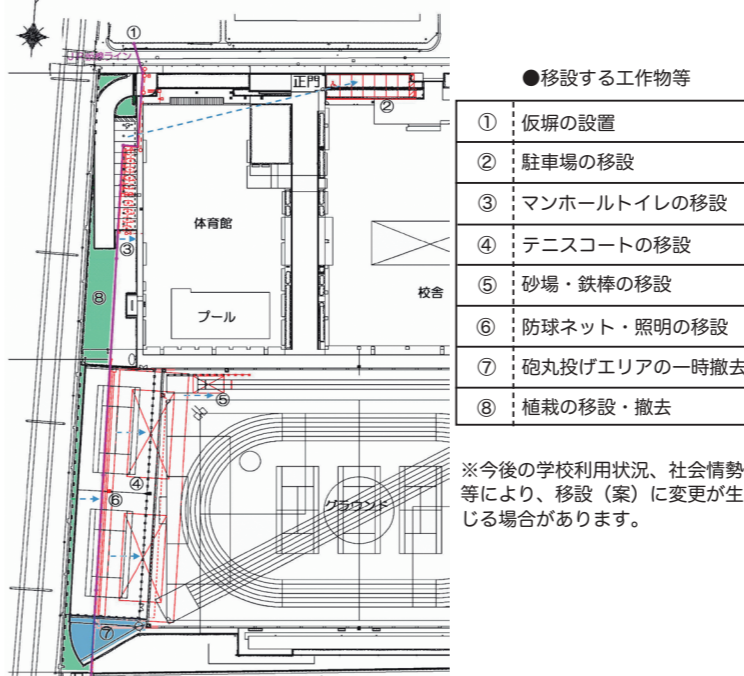 ①
正門
②
体育館
③
⑧
校舎
プール
⑤
④
⑥
グラウンド
⑦
●移設する工作物等
① 仮塀の設置
② 駐車場の移設
③ マンホールトイレの移設
④ テニスコートの移設
⑤ 砂場・鉄棒の移設
⑥ 防球ネット・照明の移設
⑦ 砲丸投げエリアの一時撤去
⑧ 植栽の移設・撤去
※今後の学校利用状況、社会情勢
等により、移設（案）に変更が生
じる場合があります。